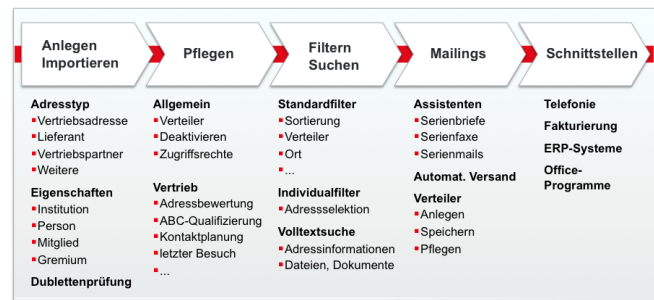 Anlegen
Importieren
Pflegen
Filtern
Suchen
Mailings
Schnittstellen
Adresstyp
Vertriebsadresse
Lieferant
Vertriebspartner
Weitere
Eigenschaften
Institution
Person
Mitglied
Gremium
Dublettenprüfung
Allgemein
Verteiler
Deaktivieren
Zugriffsrechte
Vertrieb
Adressbewertung
ABC-Qualifizierung
Kontaktplanung
letzter Besuch
...
Standardfilter
Sortierung
Verteiler
Ort
...
Individualfilter
Adressselektion
Volltextsuche
Adressinformationen
Dateien, Dokumente
Assistenten
Serienbriefe
Serienfaxe
Serienmails
Automat. Versand
Verteiler
Anlegen
Speichern
Pflegen
Telefonie
Fakturierung
ERP-Systeme
Office-
Programme